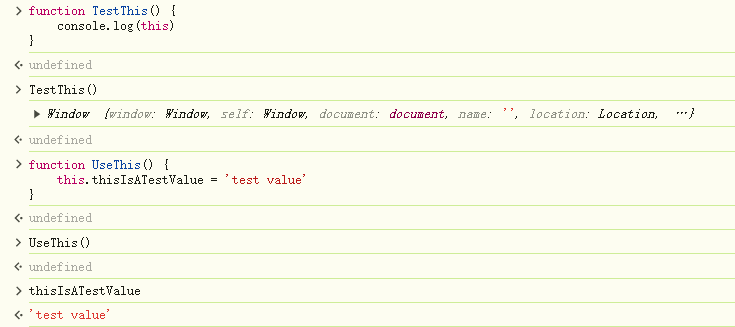 function TestThis() {
console.log(this)
}
undefined
TestThis()
Window {window: Window, self: Window, document: document, name: '', location: Location, …}
undefined
function UseThis() {
this.thisIsATestValue = 'test value'
}
undefined
UseThis()
undefined
thisIsATestValue
'test value'